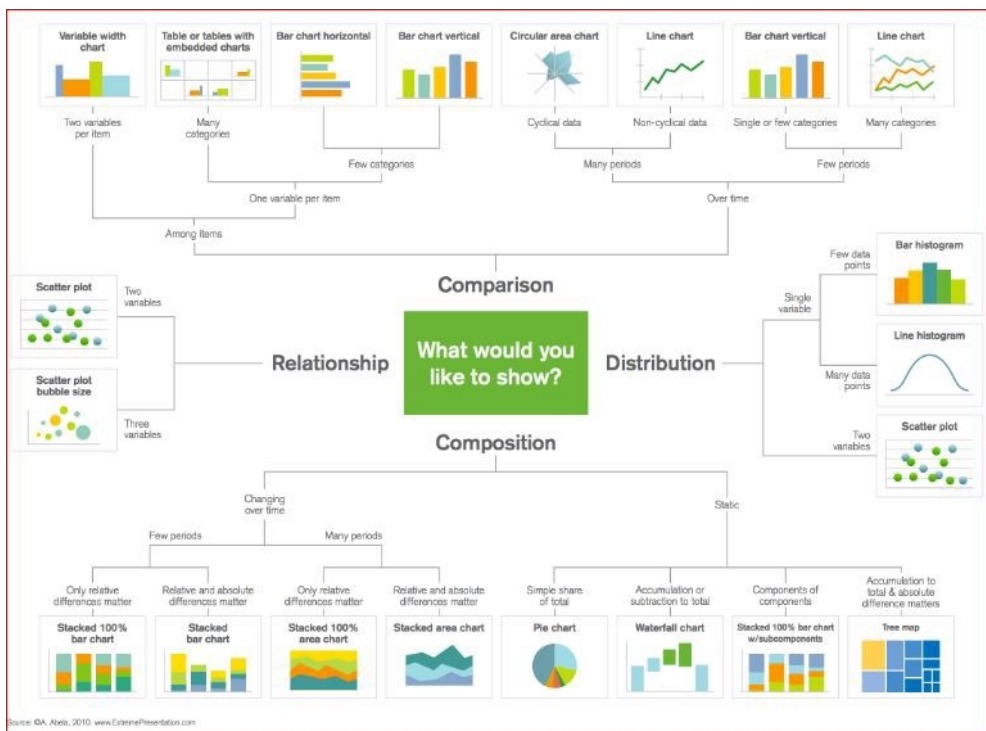 Variable width
chart
Table or tables with
embedded charts
Bar chart horizontal
Bar chart vertical
Circular area chart
Line chart
Bar chart vertical
Line chart
Two variables
per item
Many
categories
Cyclical data
Non-cyclical data
Single or few categories
Many categories
Few categories
Many periods
Few periods
One variable per item
Over time
Among items
Comparison
Scatter plot
Two
variables
Scatter plot
bubble size
Three
variables
Relationship
What would you
like to show?
Distribution
Single
variable
Few data
points
Bar histogram
Line histogram
Many data
points
Two
variables
Scatter plot
Composition
Changing
over time
Static
Few periods
Many periods
Only relative
differences matter
Relative and absolute
differences matter
Only relative
differences matter
Relative and absolute
differences matter
Simple share
of total
Accumulation or
subtraction to total
Components of
components
Accumulation to
total & absolute
difference matters
Stacked 100%
bar chart
Stacked
bar chart
Stacked 100%
area chart
Stacked area chart
Pie chart
Waterfall chart
Stacked 100% bar chart
w/subcomponents
Tree map
Source: ©A. Abela, 2010. www.ExtremePresentation.com